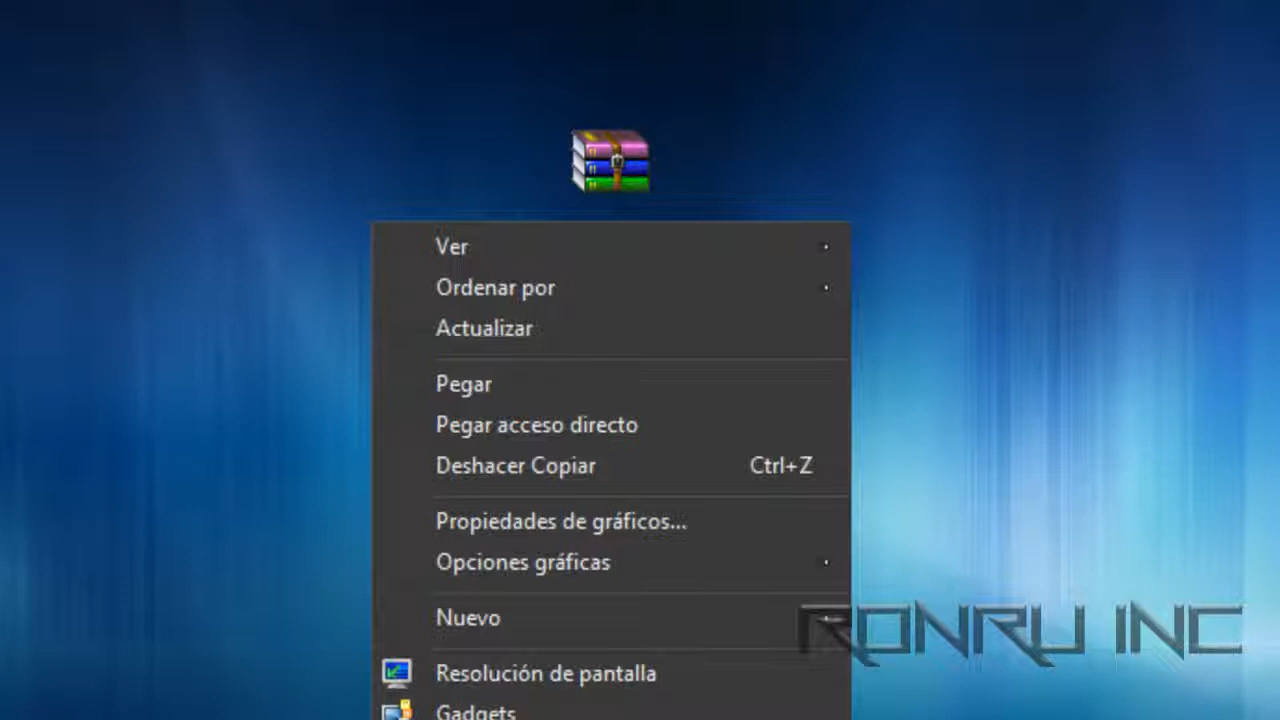 Ver
Ordenar por
Actualizar
Pegar
Pegar acceso directo
Deshacer Copiar Ctrl+Z
Propiedades de gráficos...
Opciones gráficas
Nuevo
IRONRU INC
Resolución de pantalla
Gadgets